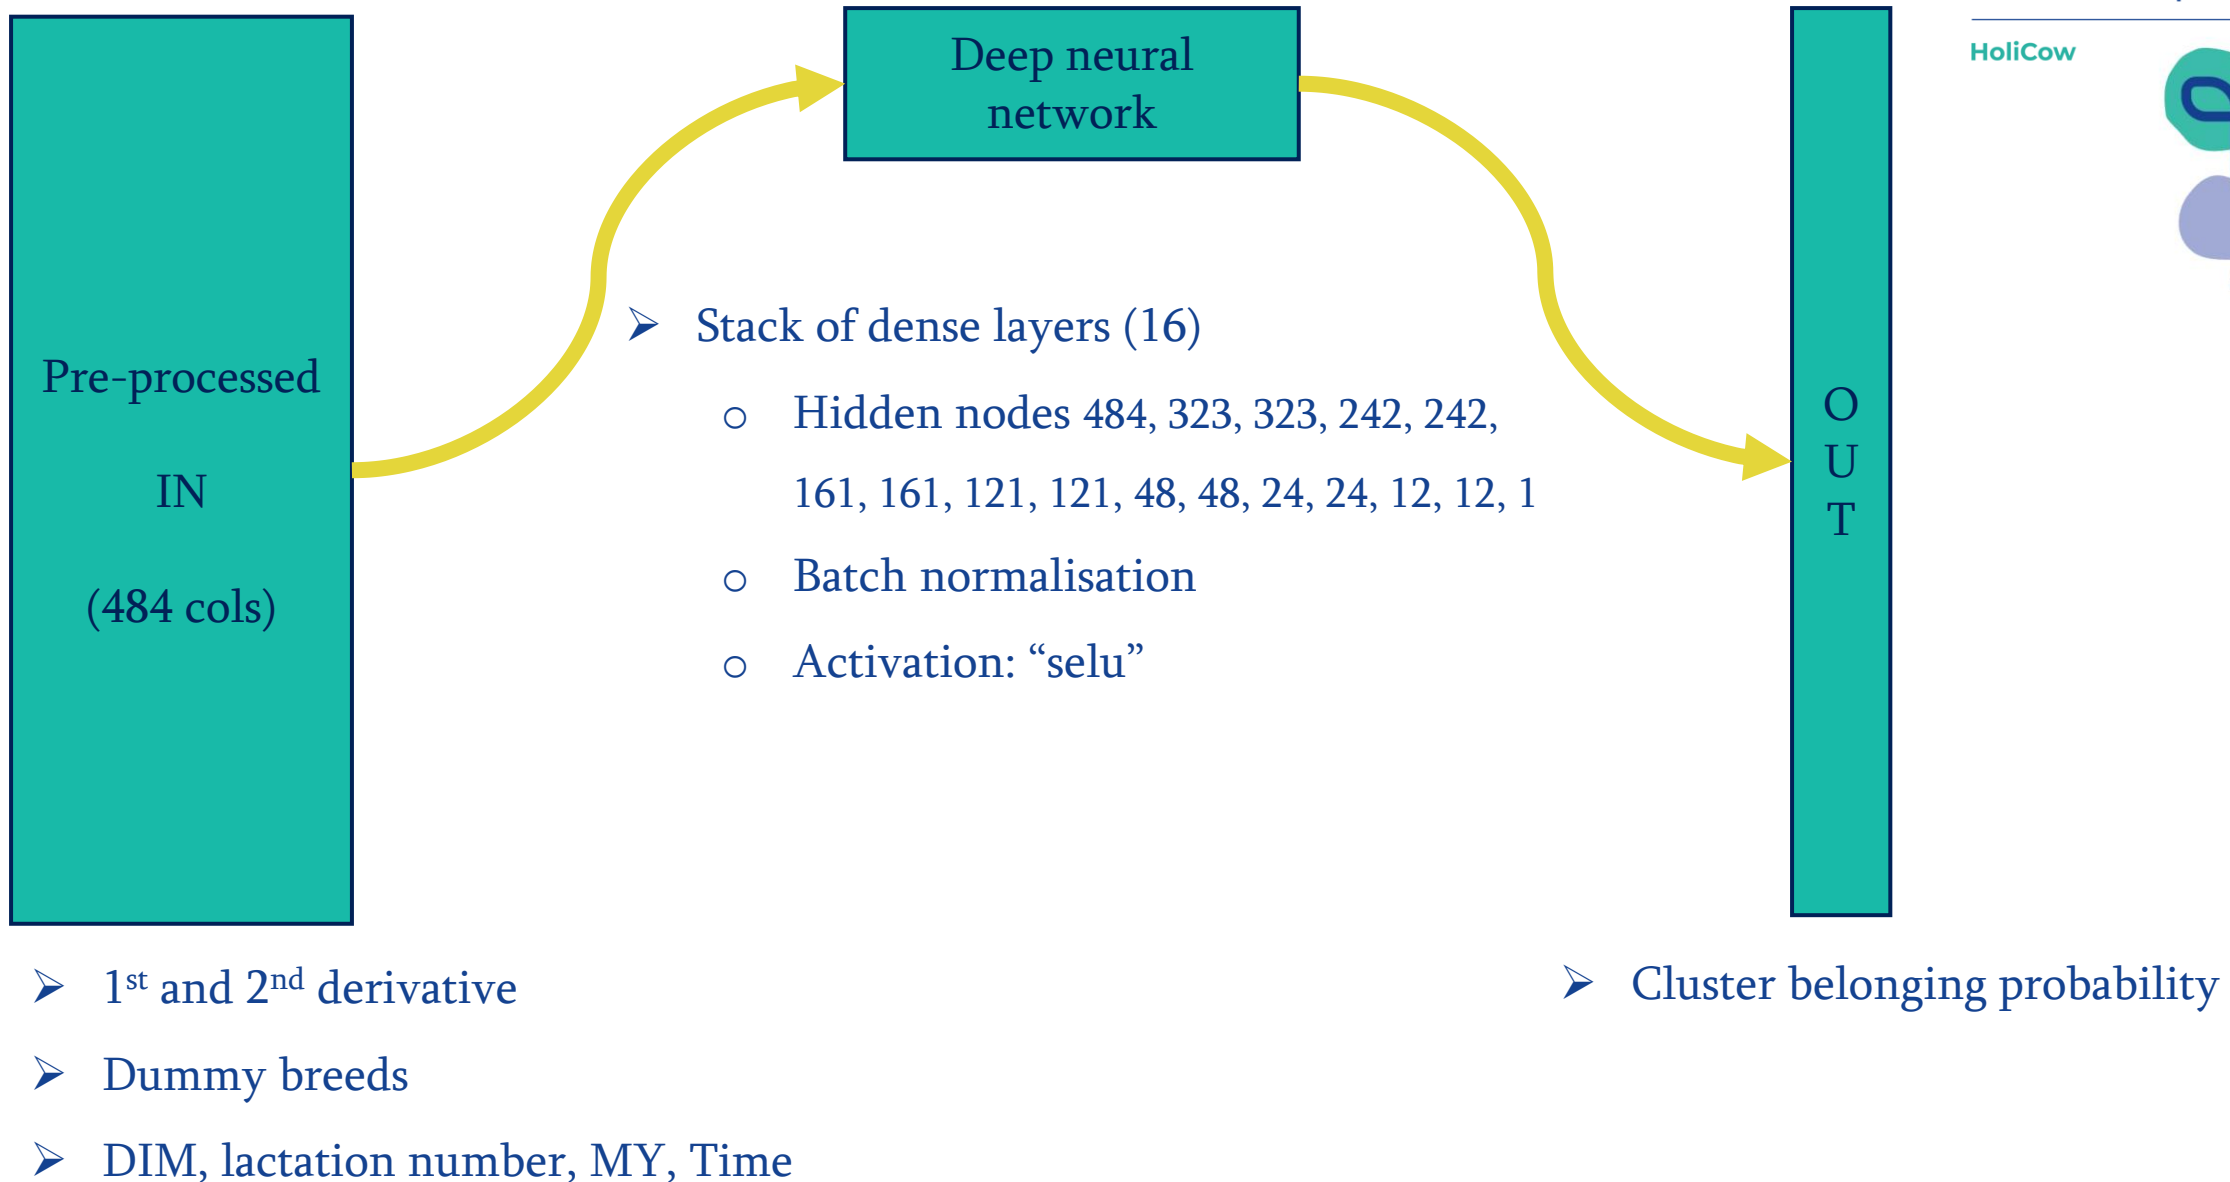 HoliCow
Deep neural
network
Pre-processed
IN
(484 cols)
➢ Stack of dense layers (16)
o Hidden nodes 484, 323, 323, 242, 242,
161, 161, 121, 121, 48, 48, 24, 24, 12, 12, 1
o Batch normalisation
o Activation: “selu”
O
U
T
➢ 1st and 2nd derivative
➢ Dummy breeds
➢ DIM, lactation number, MY, Time
➢ Cluster belonging probability